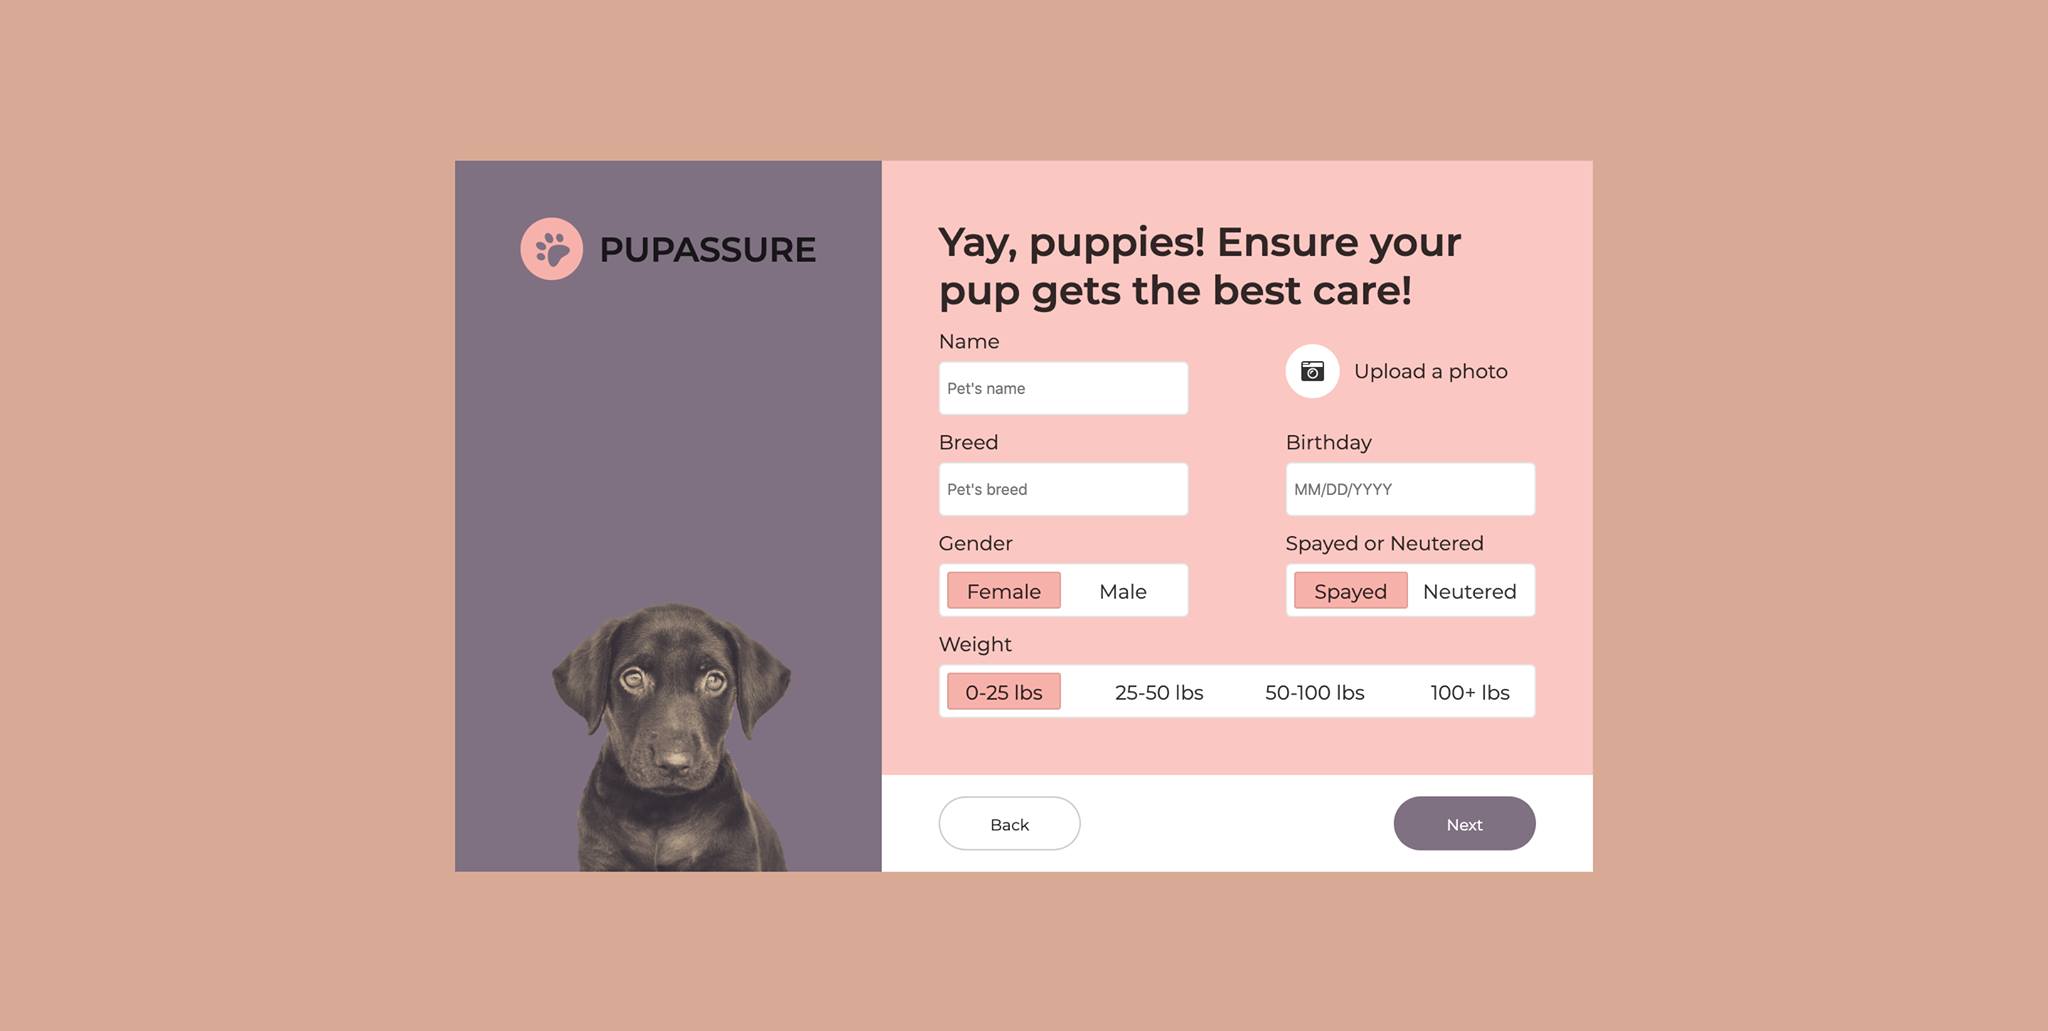 PUPASSURE
Yay, puppies! Ensure your
pup gets the best care!
Name
Pet's name
Upload a photo
Breed
Pet's breed
Birthday
MM/DD/YYYY
Gender
Female Male
Spayed or Neutered
Spayed Neutered
Weight
0-25 lbs 25-50 lbs 50-100 lbs 100+ lbs
Back
Next